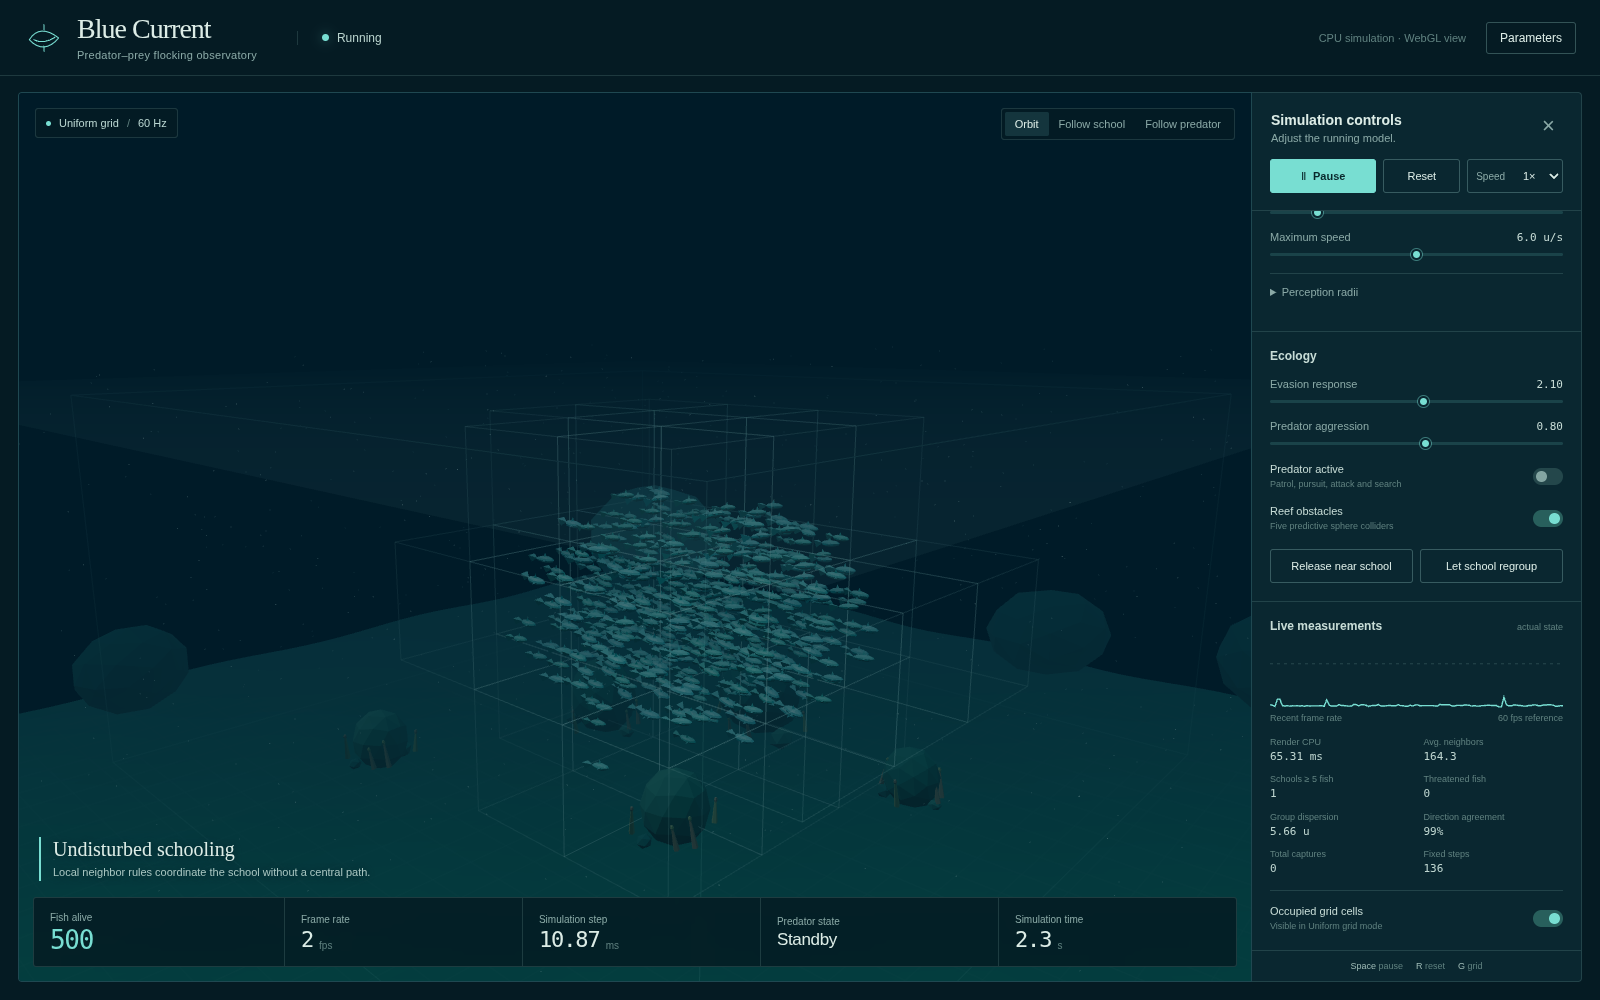 Blue Current
Predator–prey flocking observatory
Running
CPU simulation · WebGL view
Parameters
Uniform grid / 60 Hz
Orbit
Follow school
Follow predator
Simulation controls
Adjust the running model.
Pause
Reset
Speed 1×
Maximum speed 6.0 u/s
Perception radii
Ecology
Evasion response 2.10
Predator aggression 0.80
Predator active
Patrol, pursuit, attack and search
Reef obstacles
Five predictive sphere colliders
Release near school
Let school regroup
Live measurements actual state
Recent frame rate 60 fps reference
Render CPU
65.31 ms
Avg. neighbors
164.3
Schools ≥ 5 fish
1
Threatened fish
0
Group dispersion
5.66 u
Direction agreement
99%
Total captures
0
Fixed steps
136
Occupied grid cells
Visible in Uniform grid mode
Space pause R reset G grid
Undisturbed schooling
Local neighbor rules coordinate the school without a central path.
Fish alive
500
Frame rate
2 fps
Simulation step
10.87 ms
Predator state
Standby
Simulation time
2.3 s